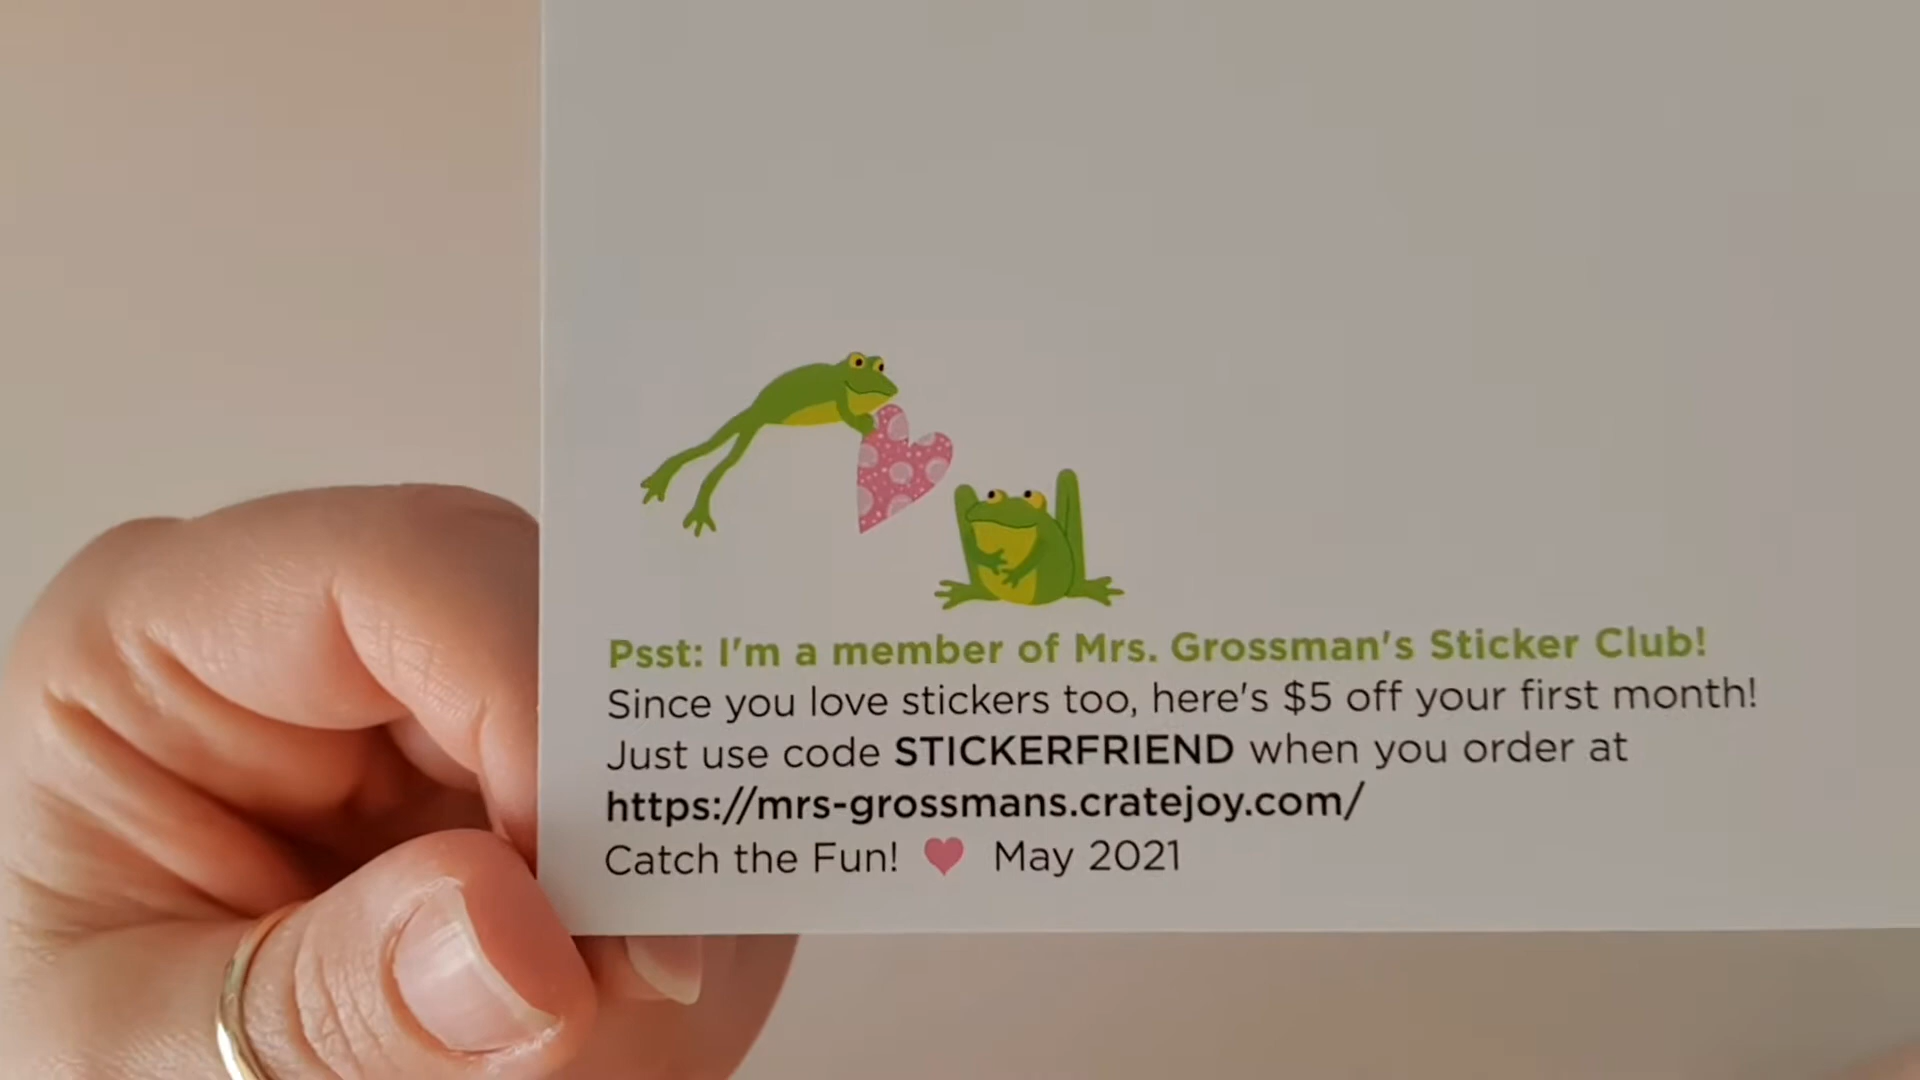 Psst: I'm a member of Mrs. Grossman's Sticker Club!
Since you love stickers too, here's $5 off your first month!
Just use code STICKERFRIEND when you order at
https://mrs-grossmans.cratejoy.com/
Catch the Fun! ♥ May 2021